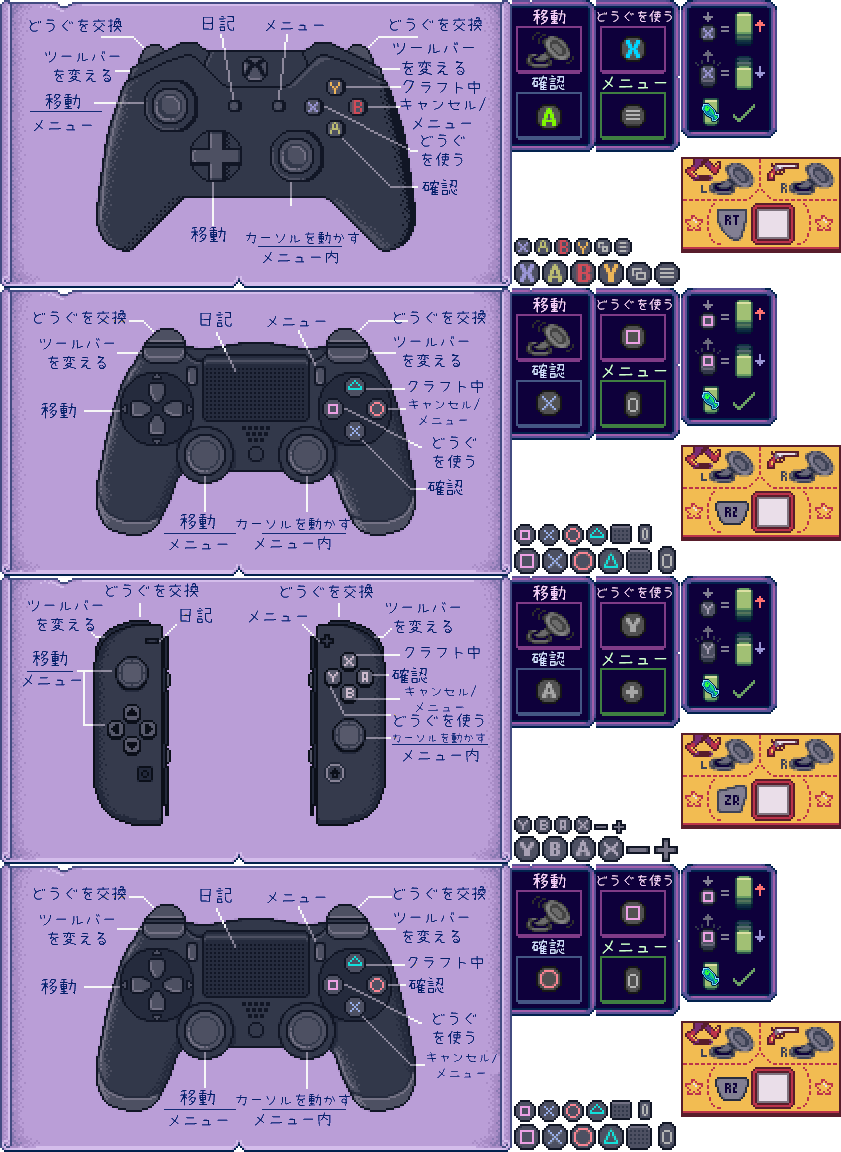 どうぐを交換
日記
メニュー
どうぐを交換
ツールバー
を変える
ツールバー
を変える
移動
メニュー
クラフト中
キャンセル/
メニュー
どうぐ
を使う
確認
移動
カーソルを動かす
メニュー内
Y
X
B
A
移動
どうぐを使う
X
確認
メニュー
A
X
X
L
R
RT
X A B Y
X A B Y
どうぐを交換
日記
メニュー
どうぐを交換
ツールバー
を変える
ツールバー
を変える
移動
クラフト中
キャンセル/
メニュー
どうぐ
を使う
確認
移動
メニュー
カーソルを動かす
メニュー内
移動
どうぐを使う
確認
メニュー
L
R
R2
どうぐを交換
どうぐを交換
ツールバー
を変える
日記
メニュー
ツールバー
を変える
移動
メニュー
クラフト中
確認
キャンセル/
メニュー
どうぐを使う
カーソルを動かす
メニュー内
X
Y
A
B
移動
どうぐを使う
Y
確認
メニュー
A
Y
Y
L
R
ZR
Y B A X
Y B A X
どうぐを交換
日記
メニュー
どうぐを交換
ツールバー
を変える
ツールバー
を変える
移動
クラフト中
確認
どうぐ
を使う
キャンセル/
メニュー
移動
メニュー
カーソルを動かす
メニュー内
移動
どうぐを使う
確認
メニュー
L
R
R2